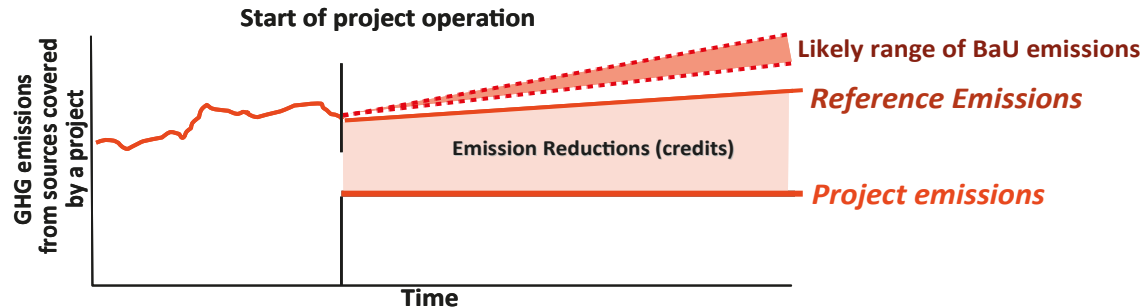 Start of project operation
GHG emissions
from sources covered
by a project
Likely range of BaU emissions
Reference Emissions
Emission Reductions (credits)
Project emissions
Time